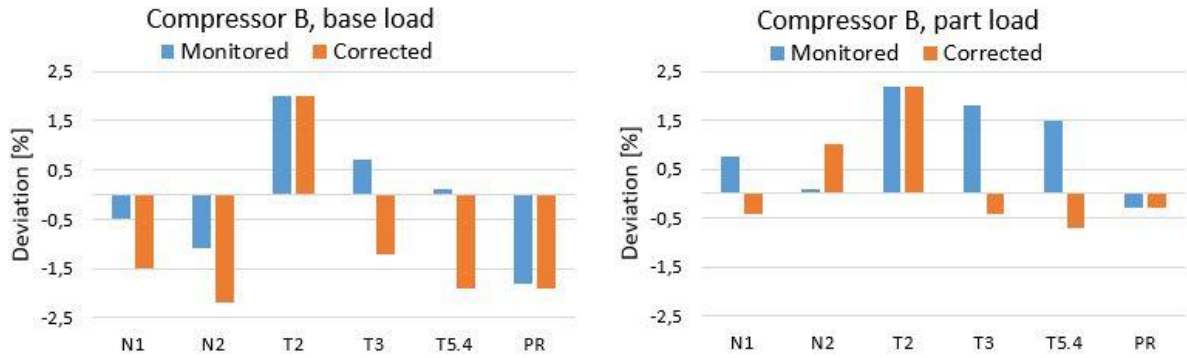 Compressor B, base load
Monitored Corrected
Deviation [%]
2,5
1,5
0,5
-0,5
-1,5
-2,5
N1 N2 T2 T3 T5.4 PR
Compressor B, part load
Monitored Corrected
Deviation [%]
2,5
1,5
0,5
-0,5
-1,5
-2,5
N1 N2 T2 T3 T5.4 PR